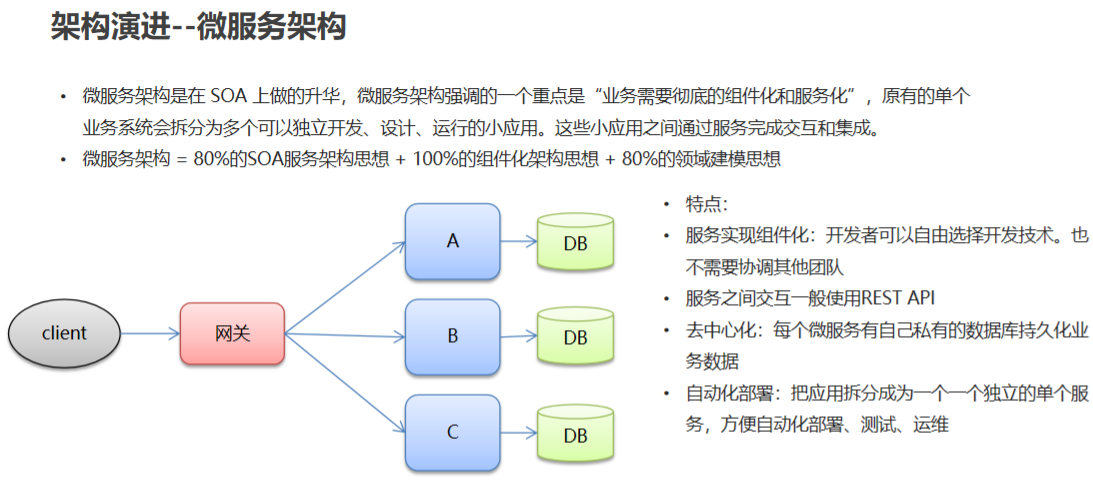 架构演进--微服务架构
• 微服务架构是在 SOA 上做的升华，微服务架构强调的一个重点是“业务需要彻底的组件化和服务化”，原有的单个
业务系统会拆分为多个可以独立开发、设计、运行的小应用。这些小应用之间通过服务完成交互和集成。
• 微服务架构 = 80%的SOA服务架构思想 + 100%的组件化架构思想 + 80%的领域建模思想
client
网关
A
DB
B
DB
C
DB
• 特点：
• 服务实现组件化：开发者可以自由选择开发技术。也
不需要协调其他团队
• 服务之间交互一般使用REST API
• 去中心化：每个微服务有自己私有的数据库持久化业
务数据
• 自动化部署：把应用拆分成为一个一个独立的单个服
务，方便自动化部署、测试、运维